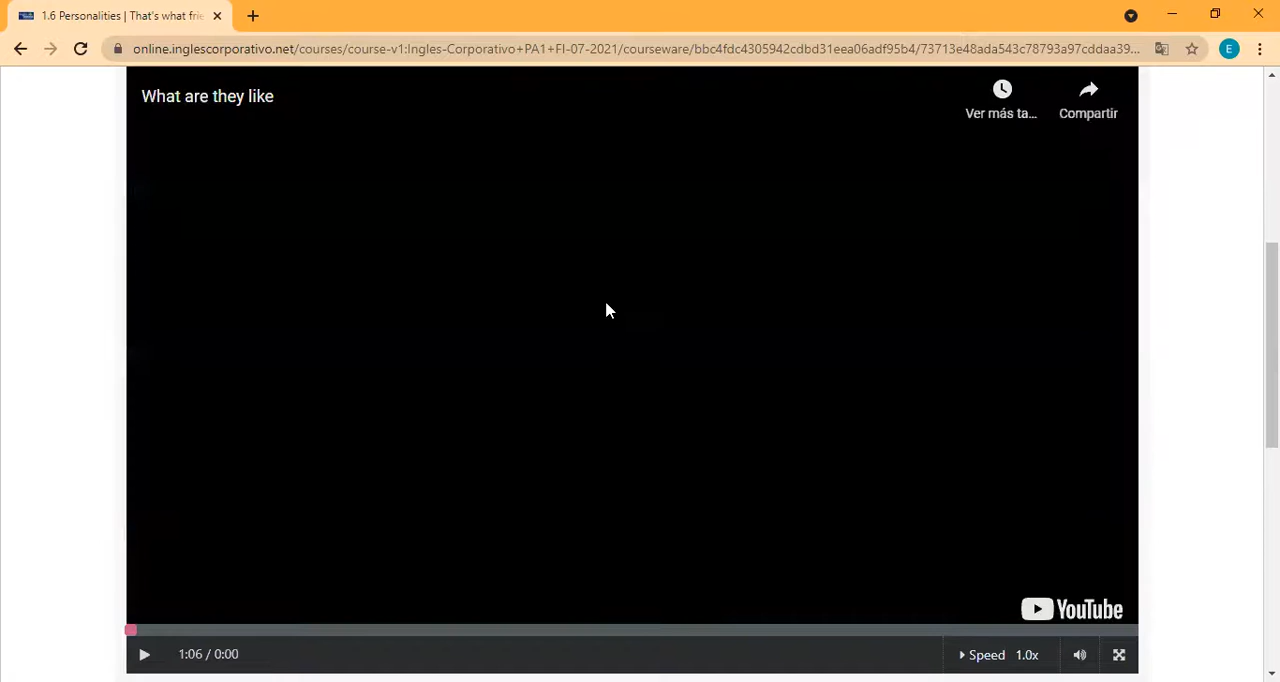 1.6 Personalities | That's what frie
online.inglescorporativo.net/courses/course-v1:Ingles-Corporativo+PA1+FI-07-2021/courseware/bbc4fdc4305942cdbd31eea06adf95b4/73713e48ada543c78793a97cddaa39...
E
What are they like
Ver más ta...
Compartir
YouTube
1:06 / 0:00
Speed 1.0x